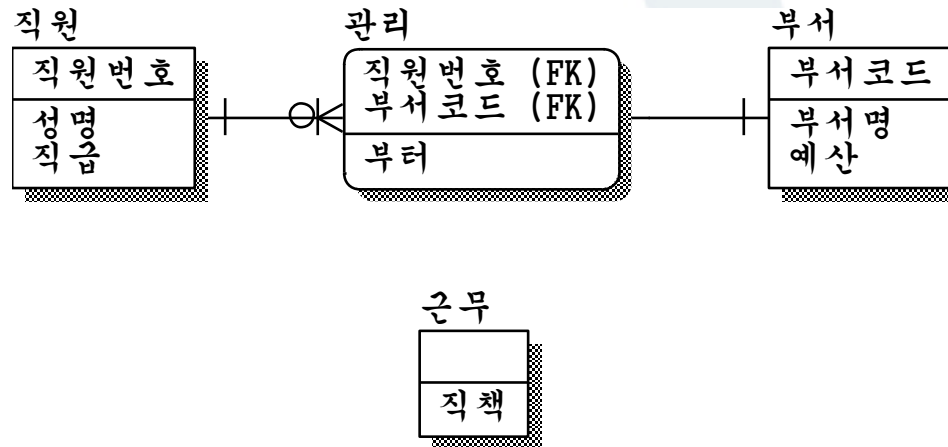 직원
직원번호
성명
직급
관리
직원번호 (FK)
부서코드 (FK)
부터
부서
부서코드
부서명
예산
근무
직책